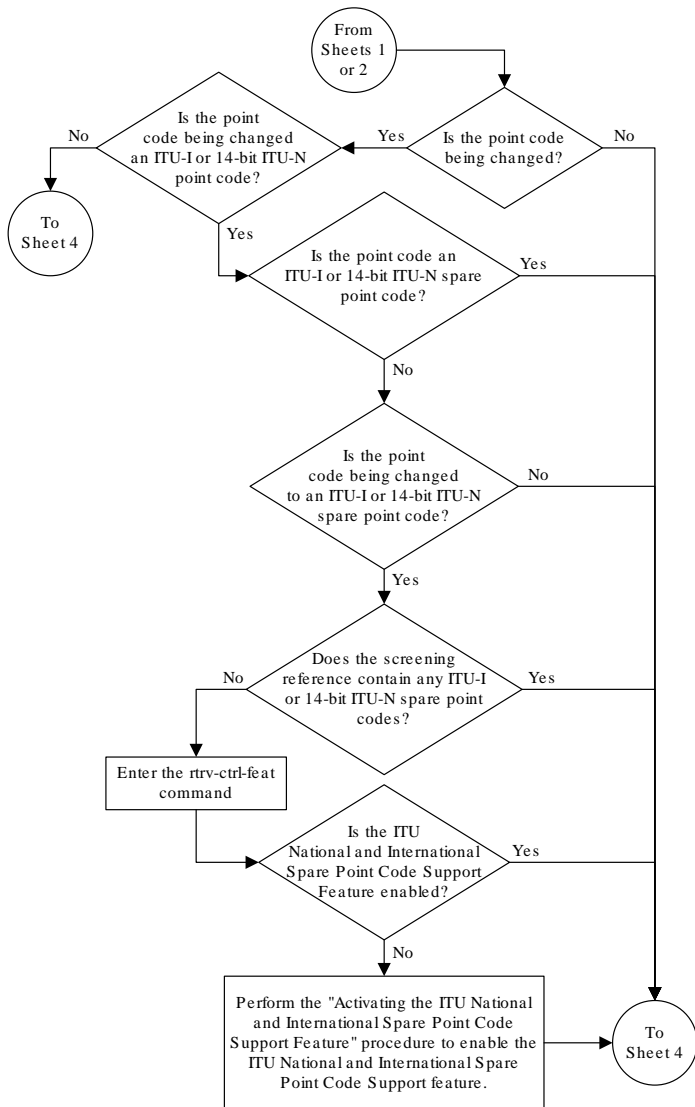 From
Sheets 1
or 2
Is the point code
being changed?
Yes
No
Is the point
code being changed
an ITU-I or 14-bit ITU-N
point code?
No
Yes
To
Sheet 4
Is the point code an
ITU-I or 14-bit ITU-N spare
point code?
Yes
No
Is the point
code being changed
to an ITU-I or 14-bit ITU-N
spare point code?
No
Yes
Does the screening
reference contain any ITU-I
or 14-bit ITU-N spare point
codes?
No
Yes
Enter the rtrv-ctrl-feat
command
Is the ITU
National and International
Spare Point Code Support
Feature enabled?
Yes
No
Perform the "Activating the ITU National
and International Spare Point Code
Support Feature" procedure to enable the
ITU National and International Spare
Point Code Support feature.
To
Sheet 4